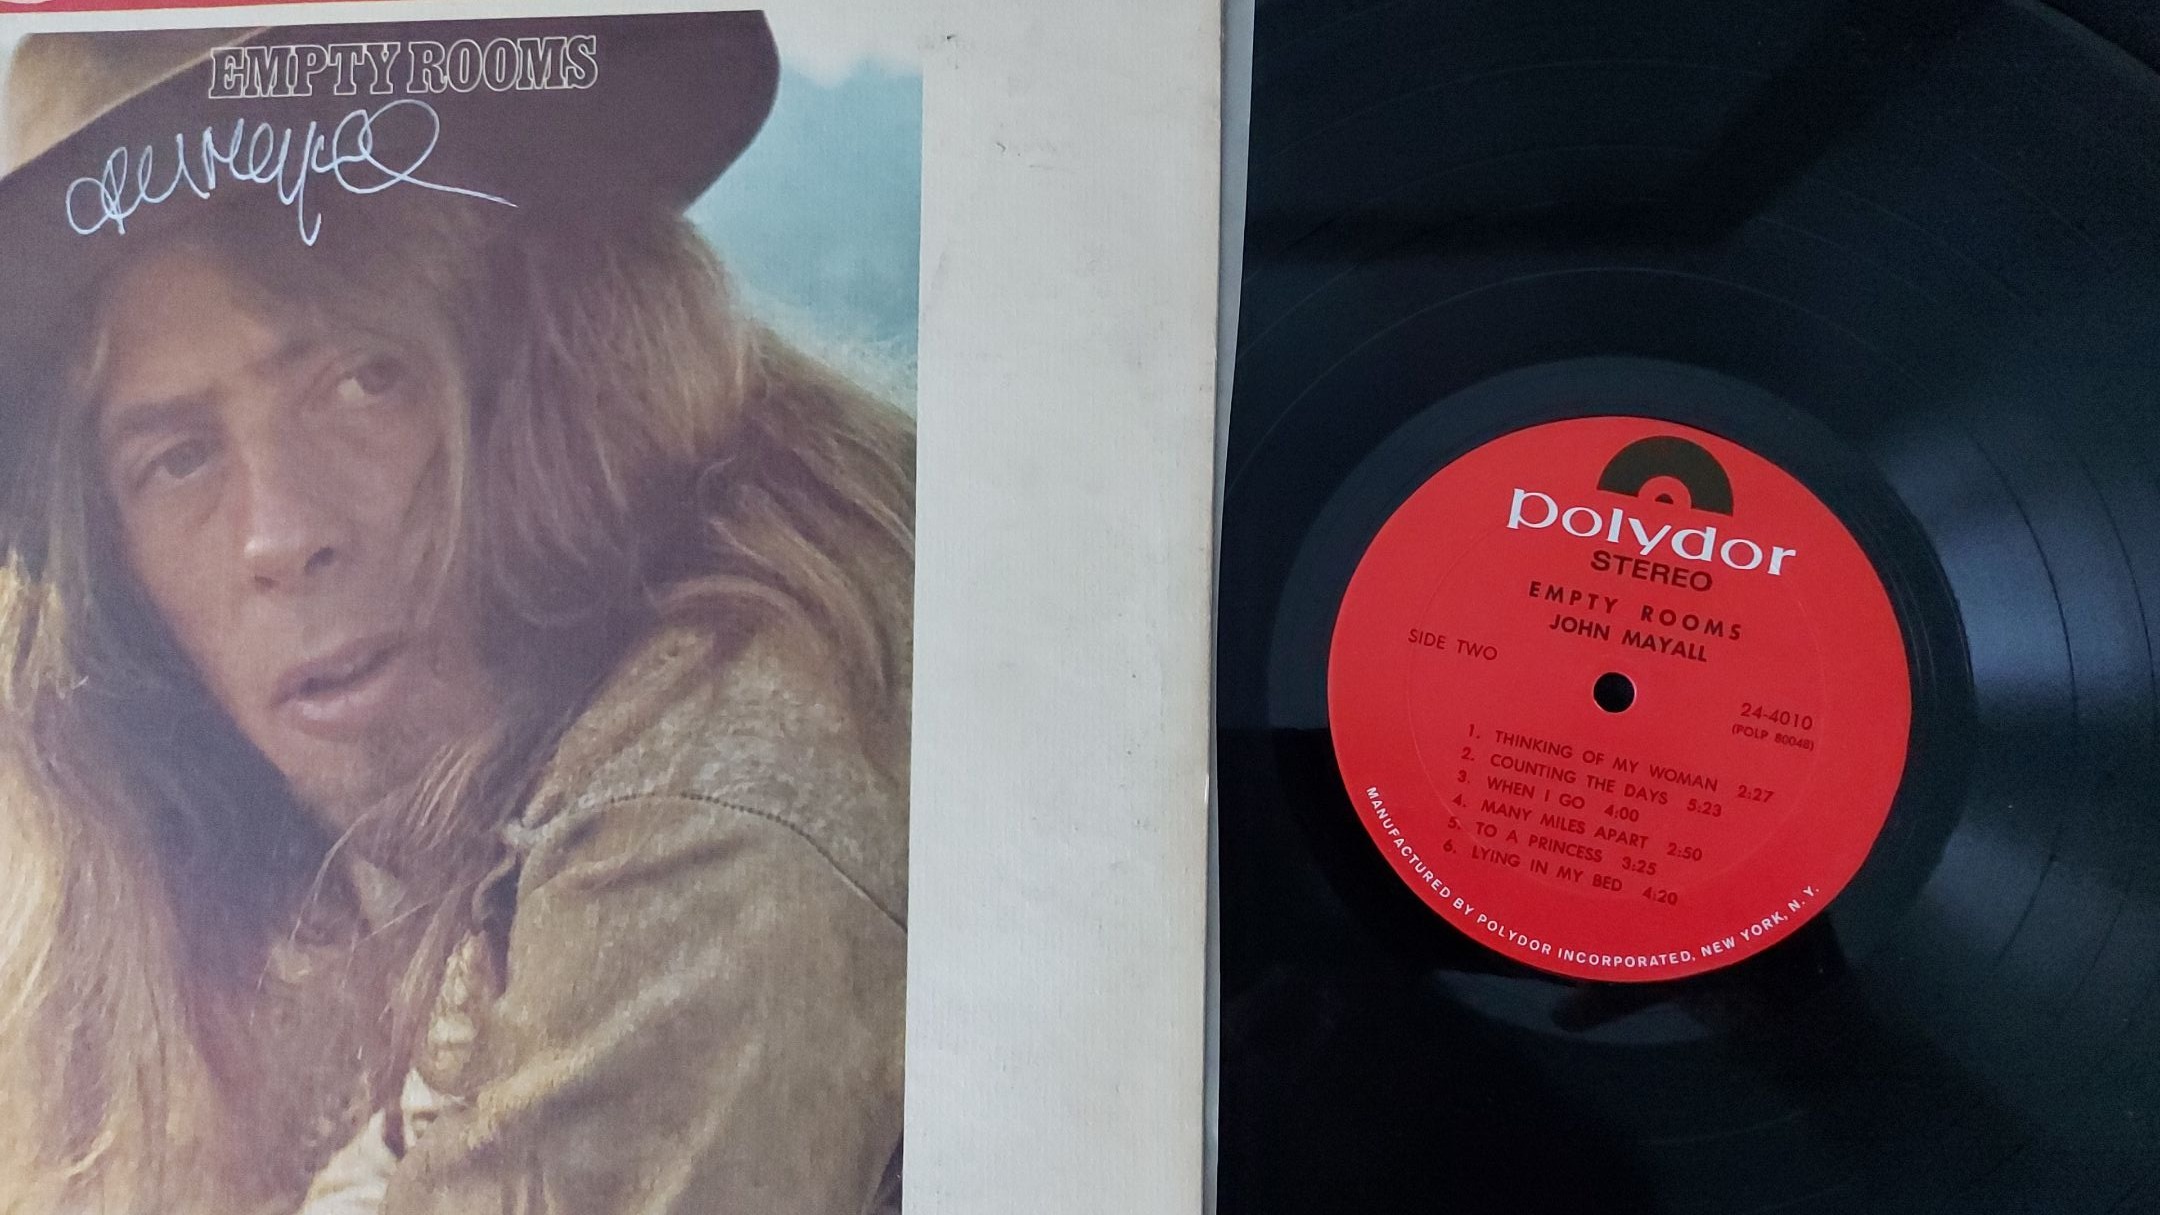 EMPTY ROOMS
polydor
STEREO
EMPTY ROOMS
JOHN MAYALL
SIDE TWO
24-4010
(POLP 8004B)
1. THINKING OF MY WOMAN 2:27
2. COUNTING THE DAYS 5:23
3. WHEN I GO 4:00
4. MANY MILES APART 2:50
5. TO A PRINCESS 3:25
6. LYING IN MY BED 4:20
MANUFACTURED BY POLYDOR INCORPORATED, NEW YORK, N. Y.